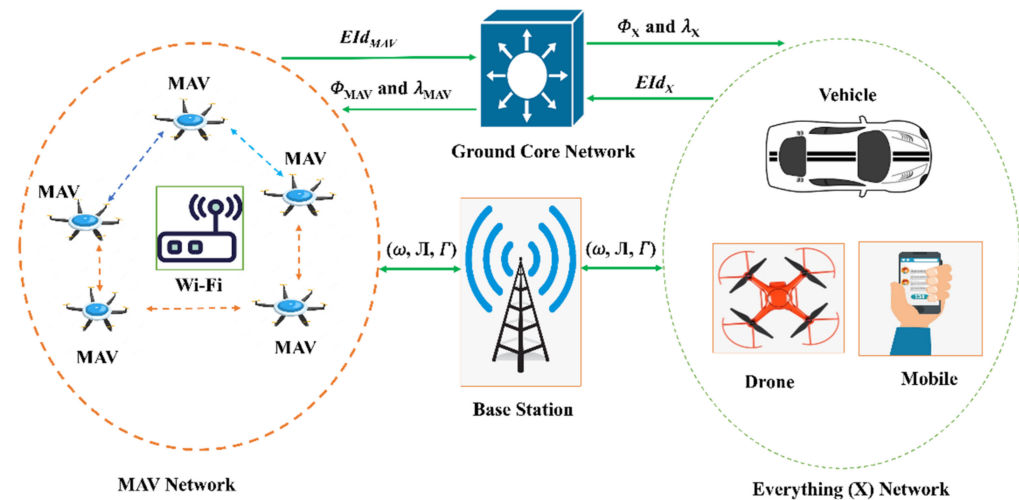 EId_MAV
Φ_X and λ_X
MAV
Φ_MAV and λ_MAV
EId_X
Vehicle
Ground Core Network
MAV
MAV
(ω, Л, Γ)
(ω, Л, Γ)
Wi-Fi
MAV
MAV
Drone
Mobile
Base Station
MAV Network
Everything (X) Network